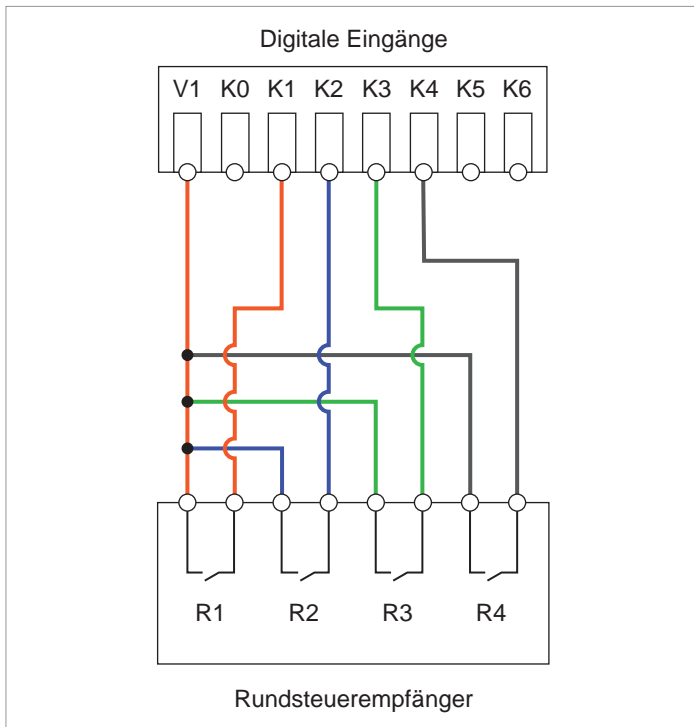 Digitale Eingänge
V1 K0 K1 K2 K3 K4 K5 K6
R1 R2 R3 R4
Rundsteuerempfänger